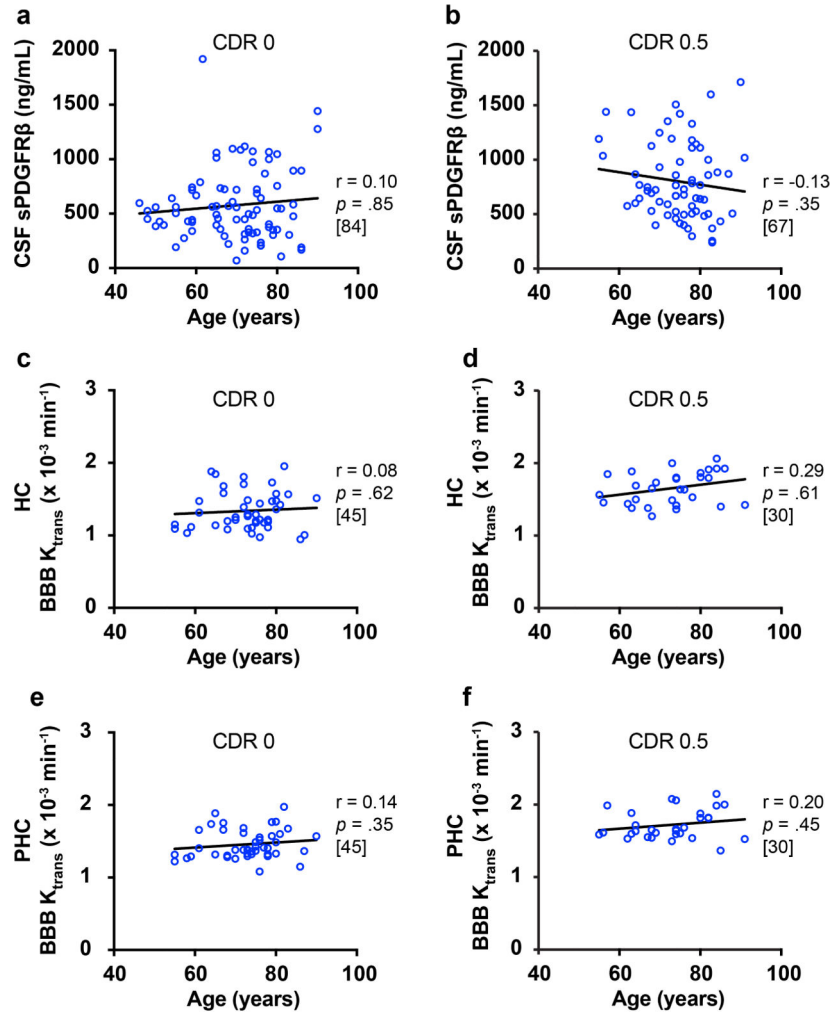 a
CDR 0
CSF sPDGFRβ (ng/mL)
2000
1500
1000
500
0
40 60 80 100
Age (years)
r = 0.10
p = .85
[84]
b
CDR 0.5
CSF sPDGFRβ (ng/mL)
2000
1500
1000
500
0
40 60 80 100
Age (years)
r = -0.13
p = .35
[67]
c
CDR 0
HC
BBB Ktrans (x 10⁻³ min⁻¹)
3
2
1
0
40 60 80 100
Age (years)
r = 0.08
p = .62
[45]
d
CDR 0.5
HC
BBB Ktrans (x 10⁻³ min⁻¹)
3
2
1
0
40 60 80 100
Age (years)
r = 0.29
p = .61
[30]
e
CDR 0
PHC
BBB Ktrans (x 10⁻³ min⁻¹)
3
2
1
0
40 60 80 100
Age (years)
r = 0.14
p = .35
[45]
f
CDR 0.5
PHC
BBB Ktrans (x 10⁻³ min⁻¹)
3
2
1
0
40 60 80 100
Age (years)
r = 0.20
p = .45
[30]